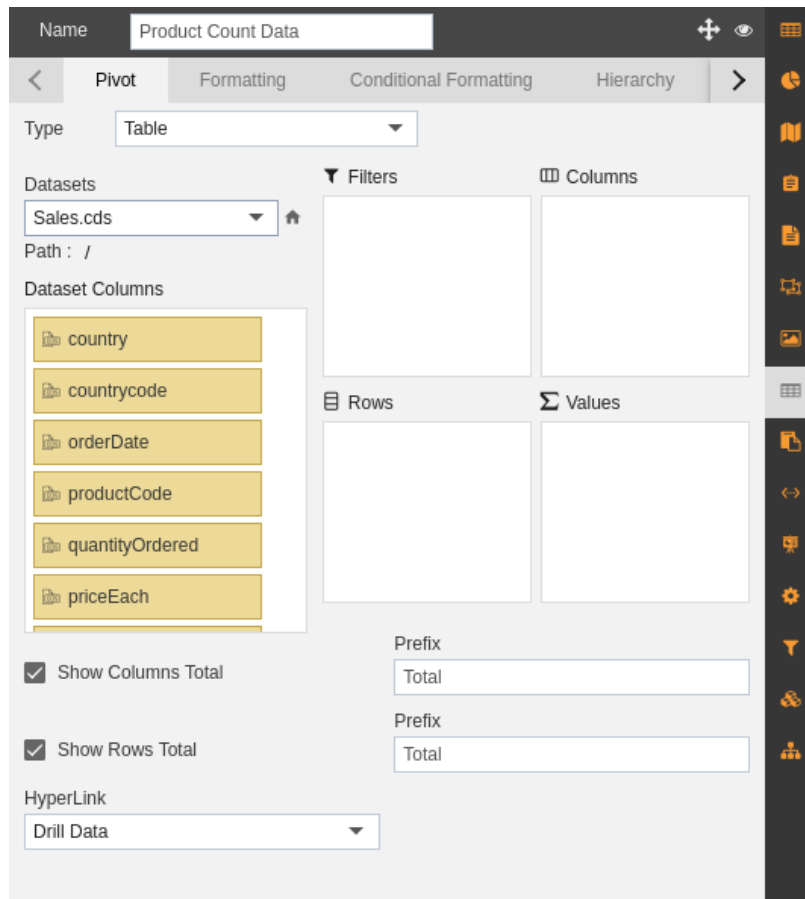 Name
Product Count Data
Pivot
Formatting
Conditional Formatting
Hierarchy
Type
Table
Datasets
Sales.cds
Path : /
Dataset Columns
country
countrycode
orderDate
productCode
quantityOrdered
priceEach
Filters
Columns
Rows
Values
Show Columns Total
Prefix
Total
Show Rows Total
Prefix
Total
HyperLink
Drill Data